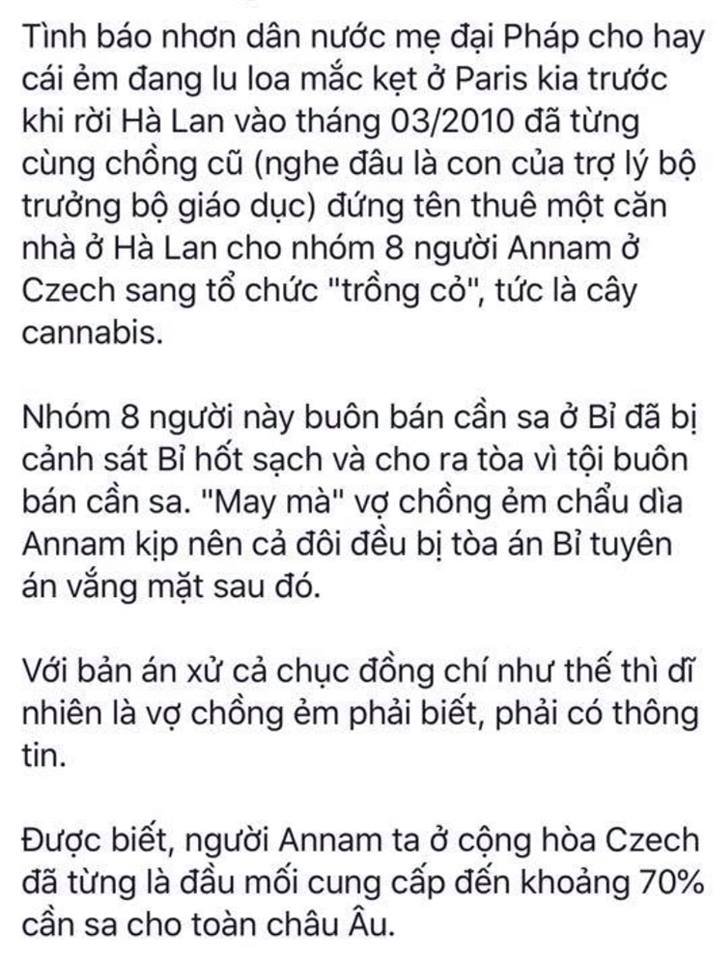 Tình báo nhơn dân nước mẹ đại Pháp cho hay
cái ẻm đang lu loa mắc kẹt ở Paris kia trước
khi rời Hà Lan vào tháng 03/2010 đã từng
cùng chồng cũ (nghe đâu là con của trợ lý bộ
trưởng bộ giáo dục) đứng tên thuê một căn
nhà ở Hà Lan cho nhóm 8 người Annam ở
Czech sang tổ chức "trồng cỏ", tức là cây
cannabis.
Nhóm 8 người này buôn bán cần sa ở Bỉ đã bị
cảnh sát Bỉ hốt sạch và cho ra tòa vì tội buôn
bán cần sa. "May mà" vợ chồng ẻm chẩu dìa
Annam kịp nên cả đôi đều bị tòa án Bỉ tuyên
án vắng mặt sau đó.
Với bản án xử cả chục đồng chí như thế thì dĩ
nhiên là vợ chồng ẻm phải biết, phải có thông
tin.
Được biết, người Annam ta ở cộng hòa Czech
đã từng là đầu mối cung cấp đến khoảng 70%
cần sa cho toàn châu Âu.